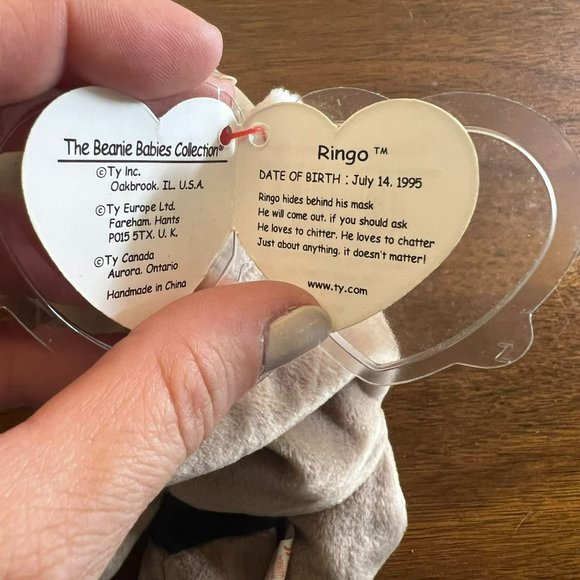 The Beanie Babies Collection®
©Ty Inc.
Oakbrook, IL. U.S.A.
©Ty Europe Ltd.
Fareham, Hants
P015 5TX, U. K.
©Ty Canada
Aurora, Ontario
Handmade in China
Ringo ™
DATE OF BIRTH : July 14, 1995
Ringo hides behind his mask
He will come out, if you should ask
He loves to chitter. He loves to chatter
Just about anything, it doesn't matter!
www.ty.com